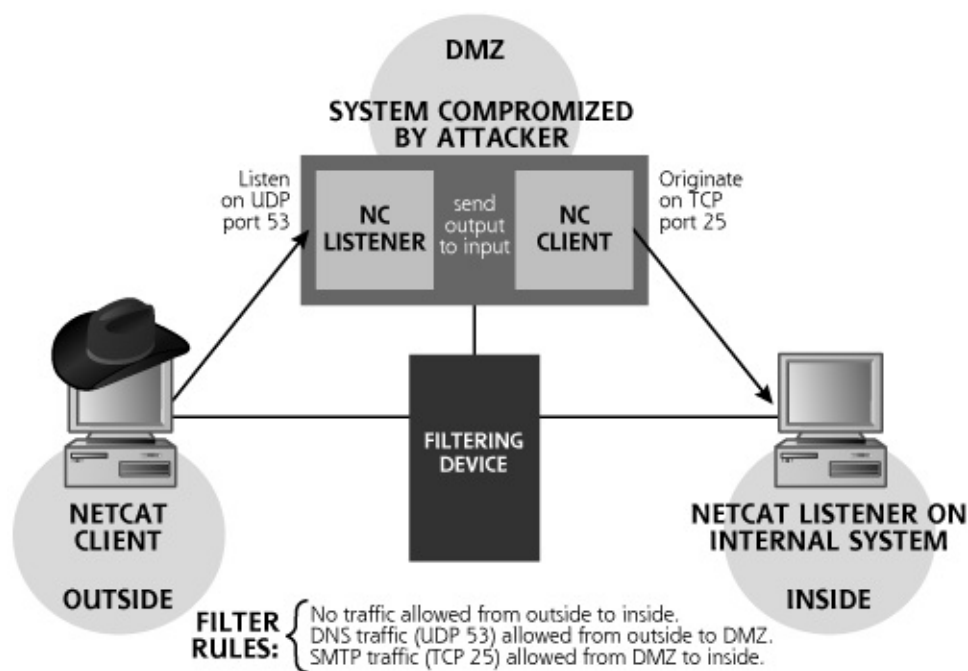 DMZ
SYSTEM COMPROMIZED
BY ATTACKER
Listen
on UDP
port 53
NC
LISTENER
send
output
to input
NC
CLIENT
Originate
on TCP
port 25
FILTERING
DEVICE
NETCAT
CLIENT
OUTSIDE
NETCAT LISTENER ON
INTERNAL SYSTEM
INSIDE
FILTER
RULES:
No traffic allowed from outside to inside.
DNS traffic (UDP 53) allowed from outside to DMZ.
SMTP traffic (TCP 25) allowed from DMZ to inside.